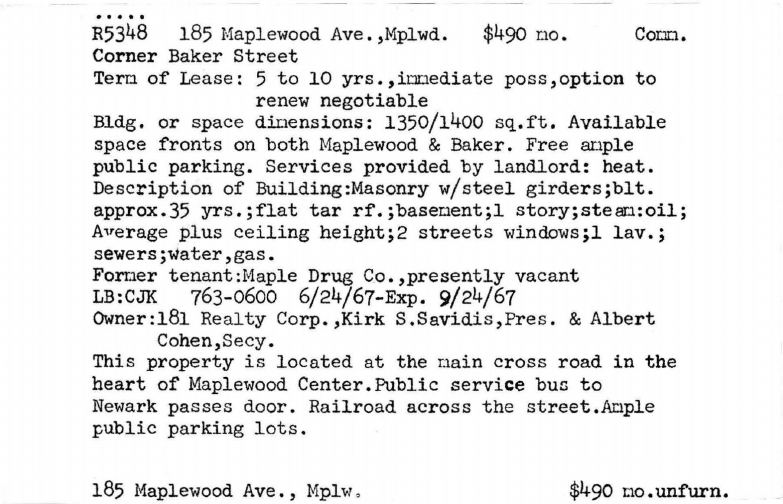 R5348 185 Maplewood Ave.,Mplwd. $490 mo. Comm.
Corner Baker Street
Term of Lease: 5 to 10 yrs.,immediate poss,option to
renew negotiable
Bldg. or space dimensions: 1350/1400 sq.ft. Available
space fronts on both Maplewood & Baker. Free ample
public parking. Services provided by landlord: heat.
Description of Building:Masonry w/steel girders;blt.
approx.35 yrs.;flat tar rf.;basement;1 story;steam:oil;
Average plus ceiling height;2 streets windows;1 lav.;
sewers;water,gas.
Former tenant:Maple Drug Co.,presently vacant
LB:CJK 763-0600 6/24/67-Exp. 9/24/67
Owner:181 Realty Corp.,Kirk S.Savidis,Pres. & Albert
Cohen,Secy.
This property is located at the main cross road in the
heart of Maplewood Center.Public service bus to
Newark passes door. Railroad across the street.Ample
public parking lots.
185 Maplewood Ave., Mplw. $490 mo.unfurn.